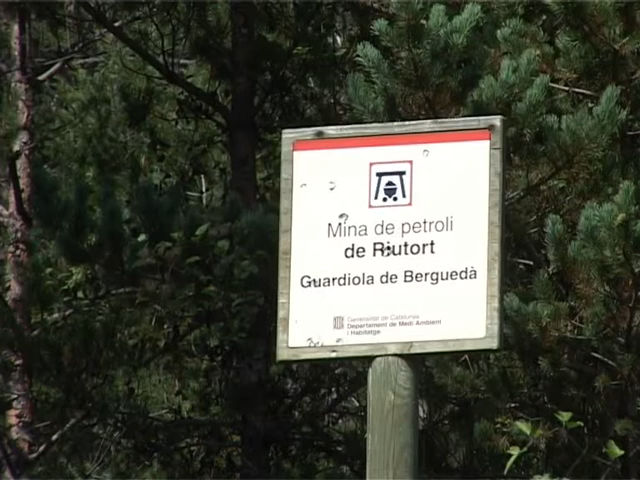 Mina de petroli
de Riutort
Guardiola de Berguedà
Generalitat de Catalunya
Departament de Medi Ambient
i Habitatge